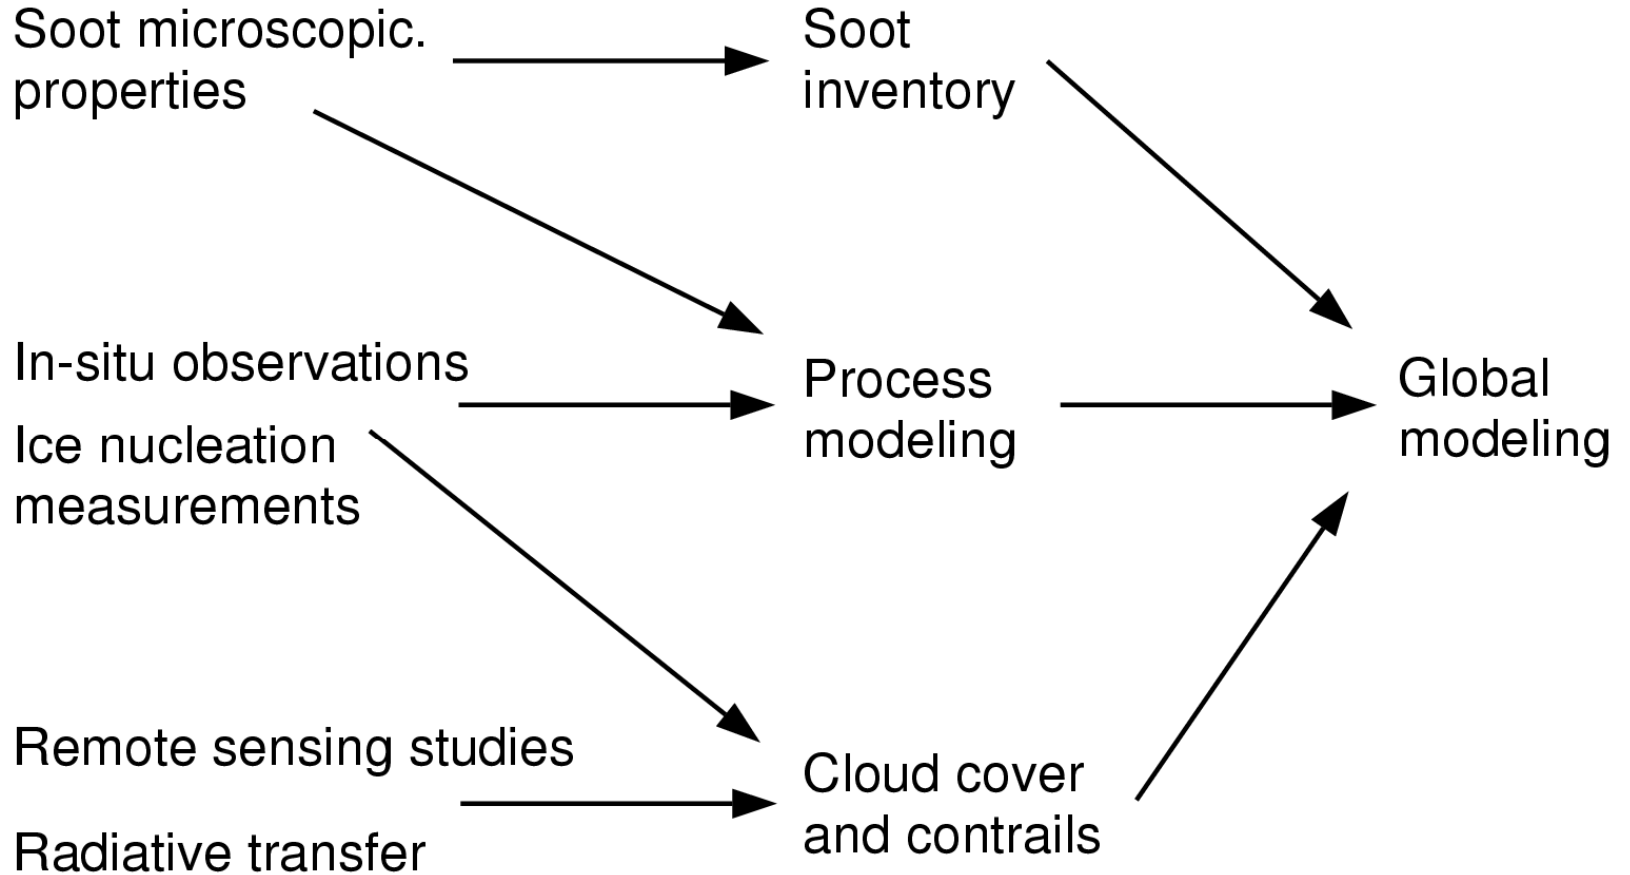 Soot microscopic.
properties
Soot
inventory
In-situ observations
Ice nucleation
measurements
Process
modeling
Global
modeling
Remote sensing studies
Radiative transfer
Cloud cover
and contrails